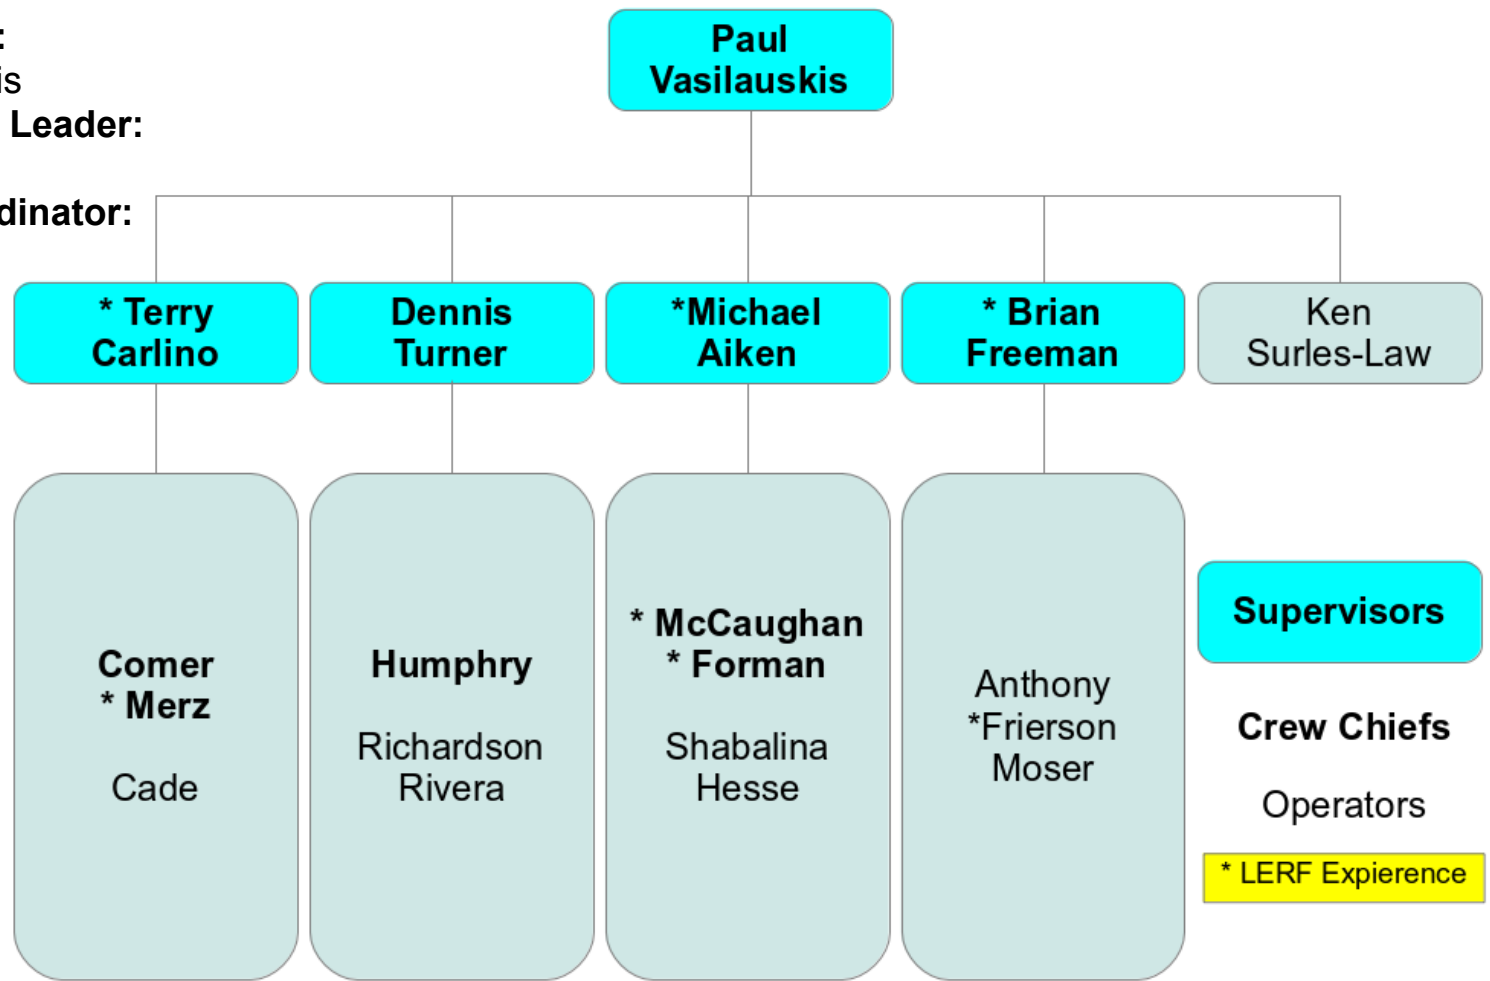 :
is
Leader:
dinator:
Paul
Vasilauskis
* Terry
Carlino
Dennis
Turner
*Michael
Aiken
* Brian
Freeman
Ken
Surles-Law
Comer
* Merz
Cade
Humphry
Richardson
Rivera
* McCaughan
* Forman
Shabalina
Hesse
Anthony
*Frierson
Moser
Supervisors
Crew Chiefs
Operators
* LERF Expierence